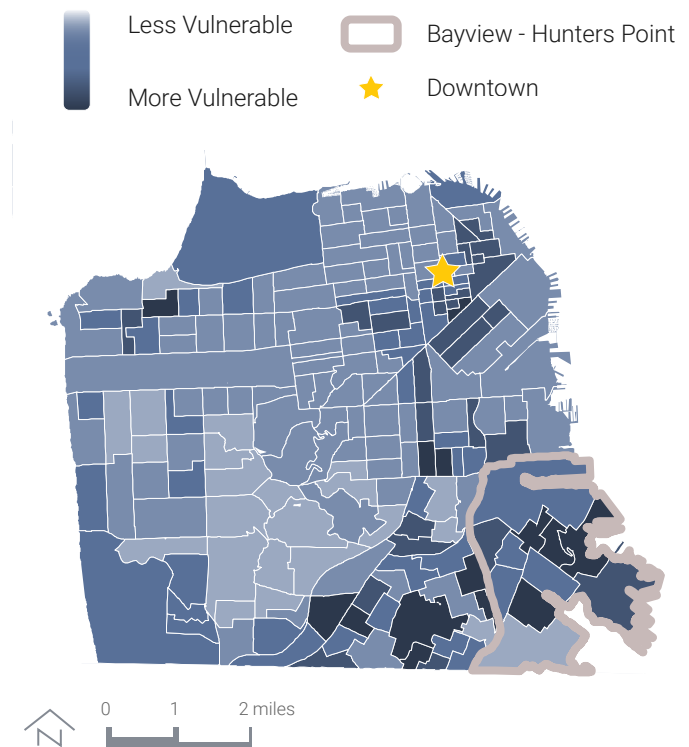 Less Vulnerable
More Vulnerable
Bayview - Hunters Point
Downtown
N
0 1 2 miles